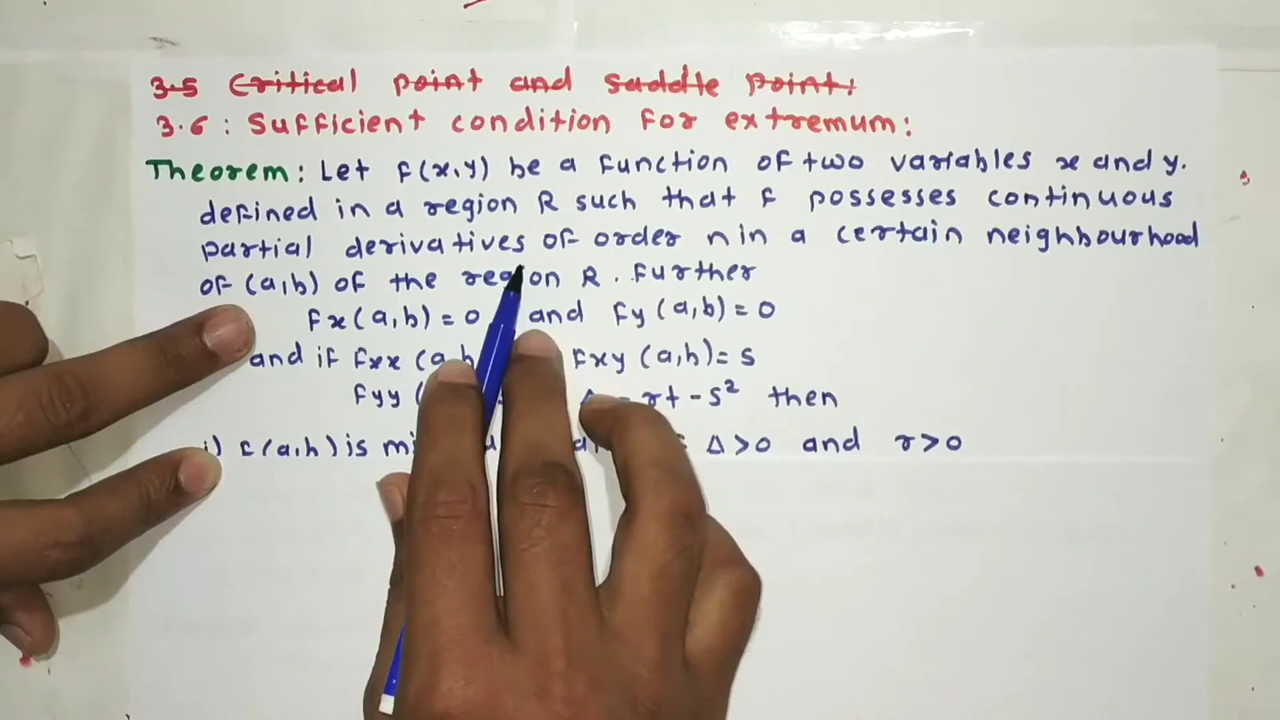 3.5 Critical point and saddle point:
3.6 : Sufficient condition for extremum:
Theorem: Let f(x,y) be a function of two variables x and y.
defined in a region R such that f possesses continuous
partial derivatives of order n in a certain neighbourhood
of (a,b) of the region R. Further
fx(a,b)=0 and fy(a,b)=0
and if fxx (a,b fxy (a,b)=s
fyy rt-s² then
i) f(a,b) is Δ>0 and r>0